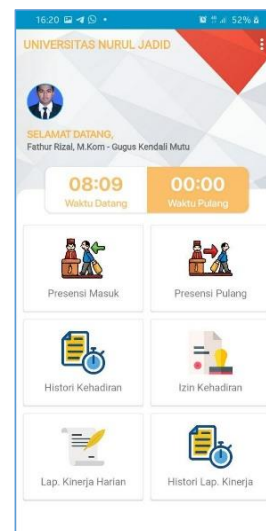 16:20
52%
UNIVERSITAS NURUL JADID
SELAMAT DATANG,
Fathur Rizal, M.Kom - Gugus Kendali Mutu
08:09
00:00
Waktu Datang
Waktu Pulang
Presensi Masuk
Presensi Pulang
Histori Kehadiran
Izin Kehadiran
Lap. Kinerja Harian
Histori Lap. Kinerja